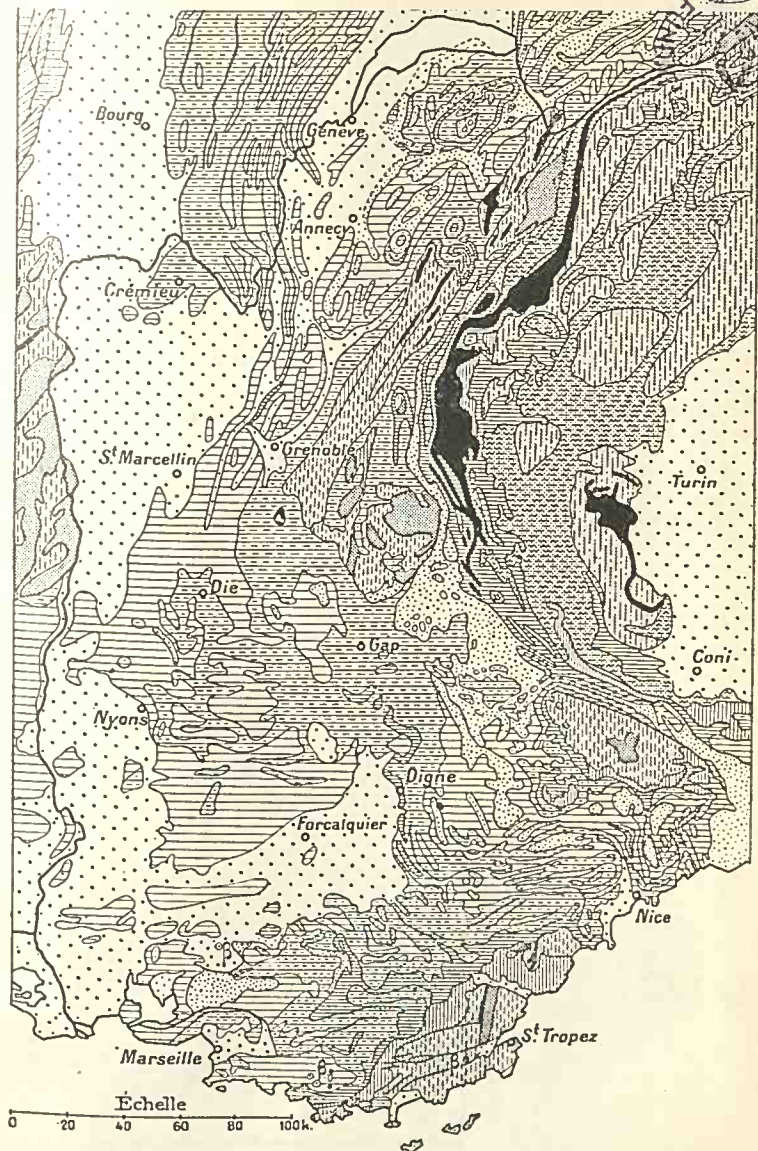 Bourg
Genève
Annecy
Crémieu
St Marcellin
Grenoble
Turin
Die
Gap
Coni
Nyons
Digne
Forcalquier
Nice
St Tropez
Marseille
β
β
Échelle
0 20 40 60 80 100k.